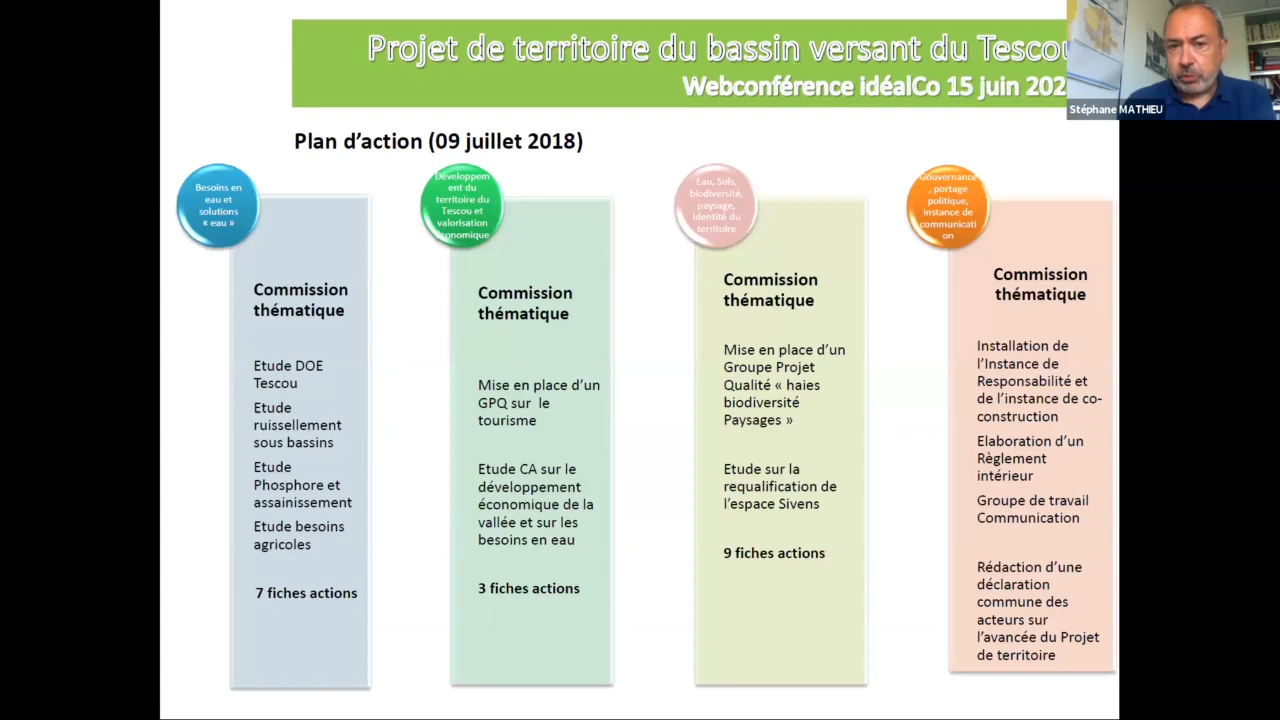 Projet de territoire du bassin versant du Tescou
Webconférence idéalCo 15 juin 202
Stéphane MATHIEU
Plan d’action (09 juillet 2018)
Besoins en
eau et
solutions
« eau »
Commission
thématique
Etude DOE
Tescou
Etude
ruissellement
sous bassins
Etude
Phosphore et
assainissement
Etude besoins
agricoles
7 fiches actions
Développem
ent du
territoire du
Tescou et
valorisation
économique
Commission
thématique
Mise en place d’un
GPQ sur le
tourisme
Etude CA sur le
développement
économique de la
vallée et sur les
besoins en eau
3 fiches actions
Eau, Sols,
biodiversité,
paysage,
identité du
territoire
Commission
thématique
Mise en place d’un
Groupe Projet
Qualité « haies
biodiversité
Paysages »
Etude sur la
requalification de
l’espace Sivens
9 fiches actions
Gouvernance
, portage
politique,
instance de
communicati
on
Commission
thématique
Installation de
l’Instance de
Responsabilité et
de l’instance de co-
construction
Elaboration d’un
Règlement
intérieur
Groupe de travail
Communication
Rédaction d’une
déclaration
commune des
acteurs sur
l’avancée du Projet
de territoire